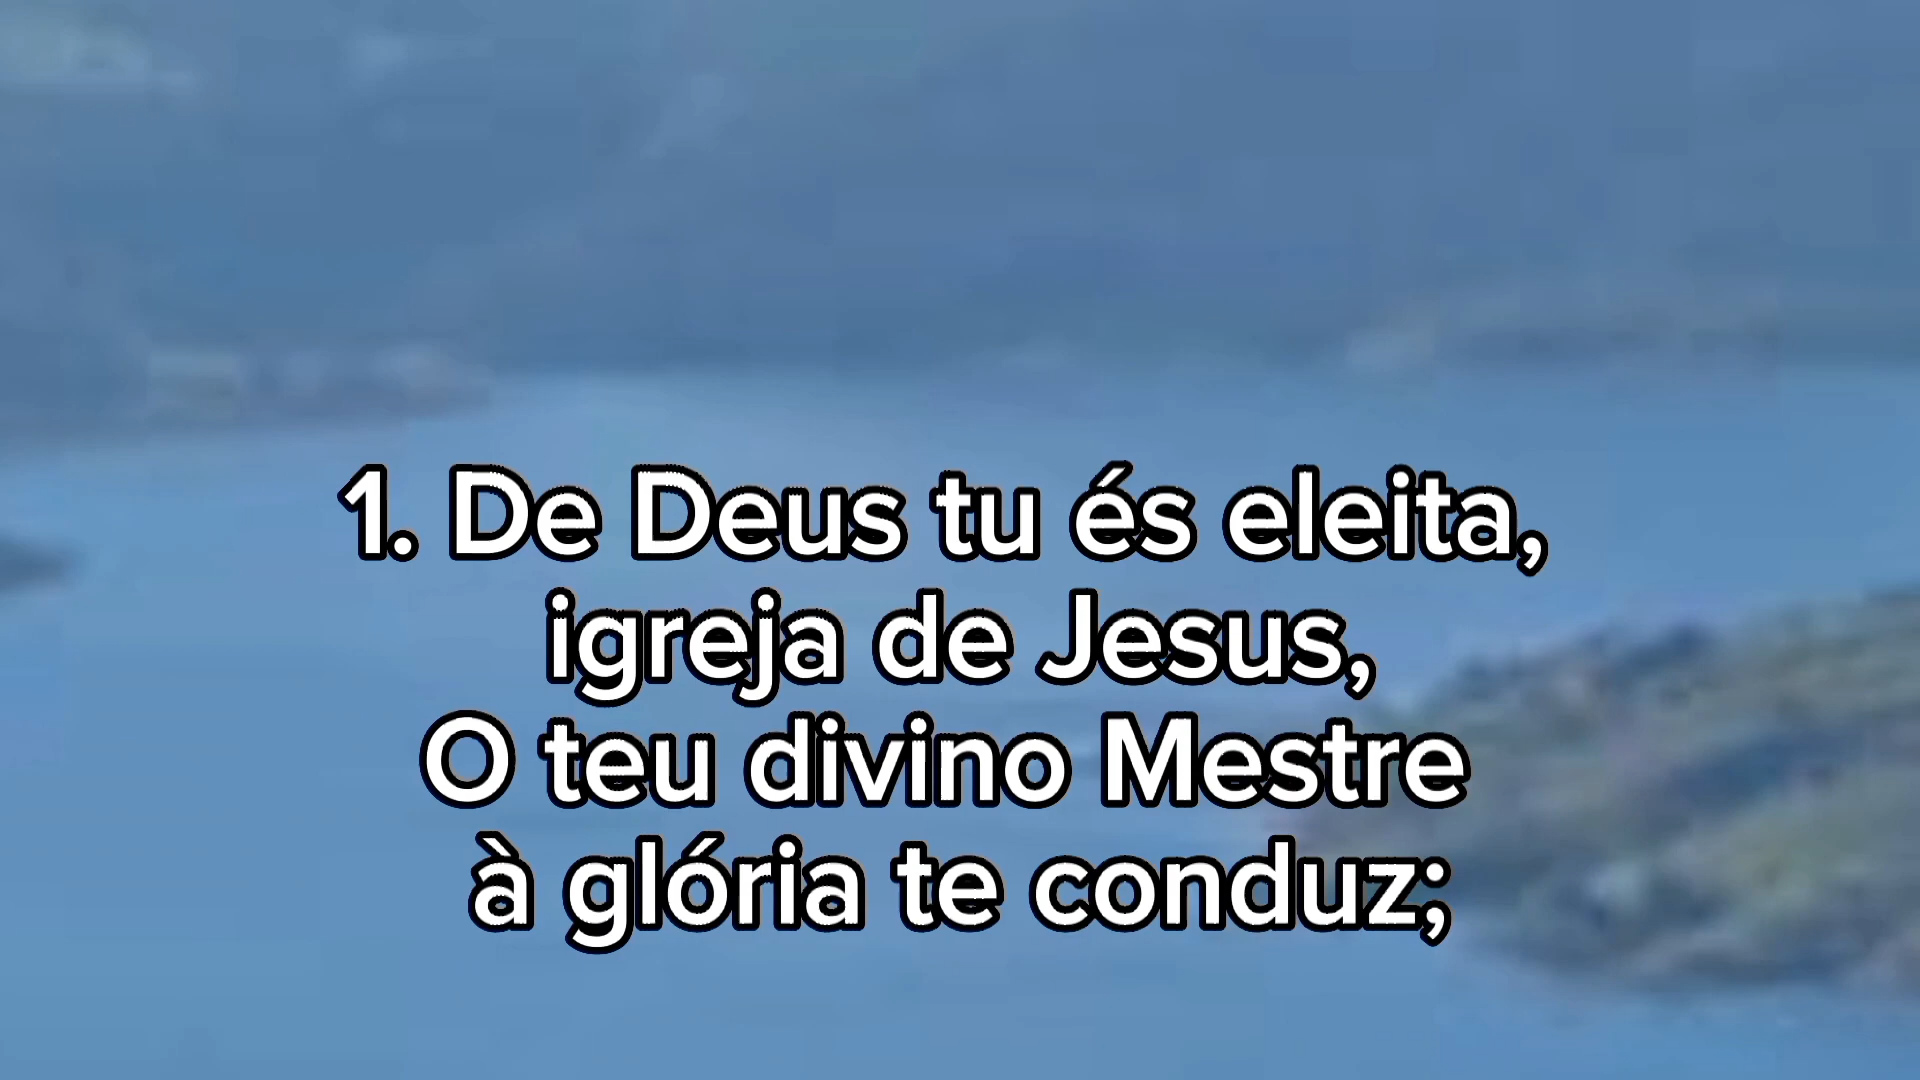 1. De Deus tu és eleita,
igreja de Jesus,
O teu divino Mestre
à glória te conduz;